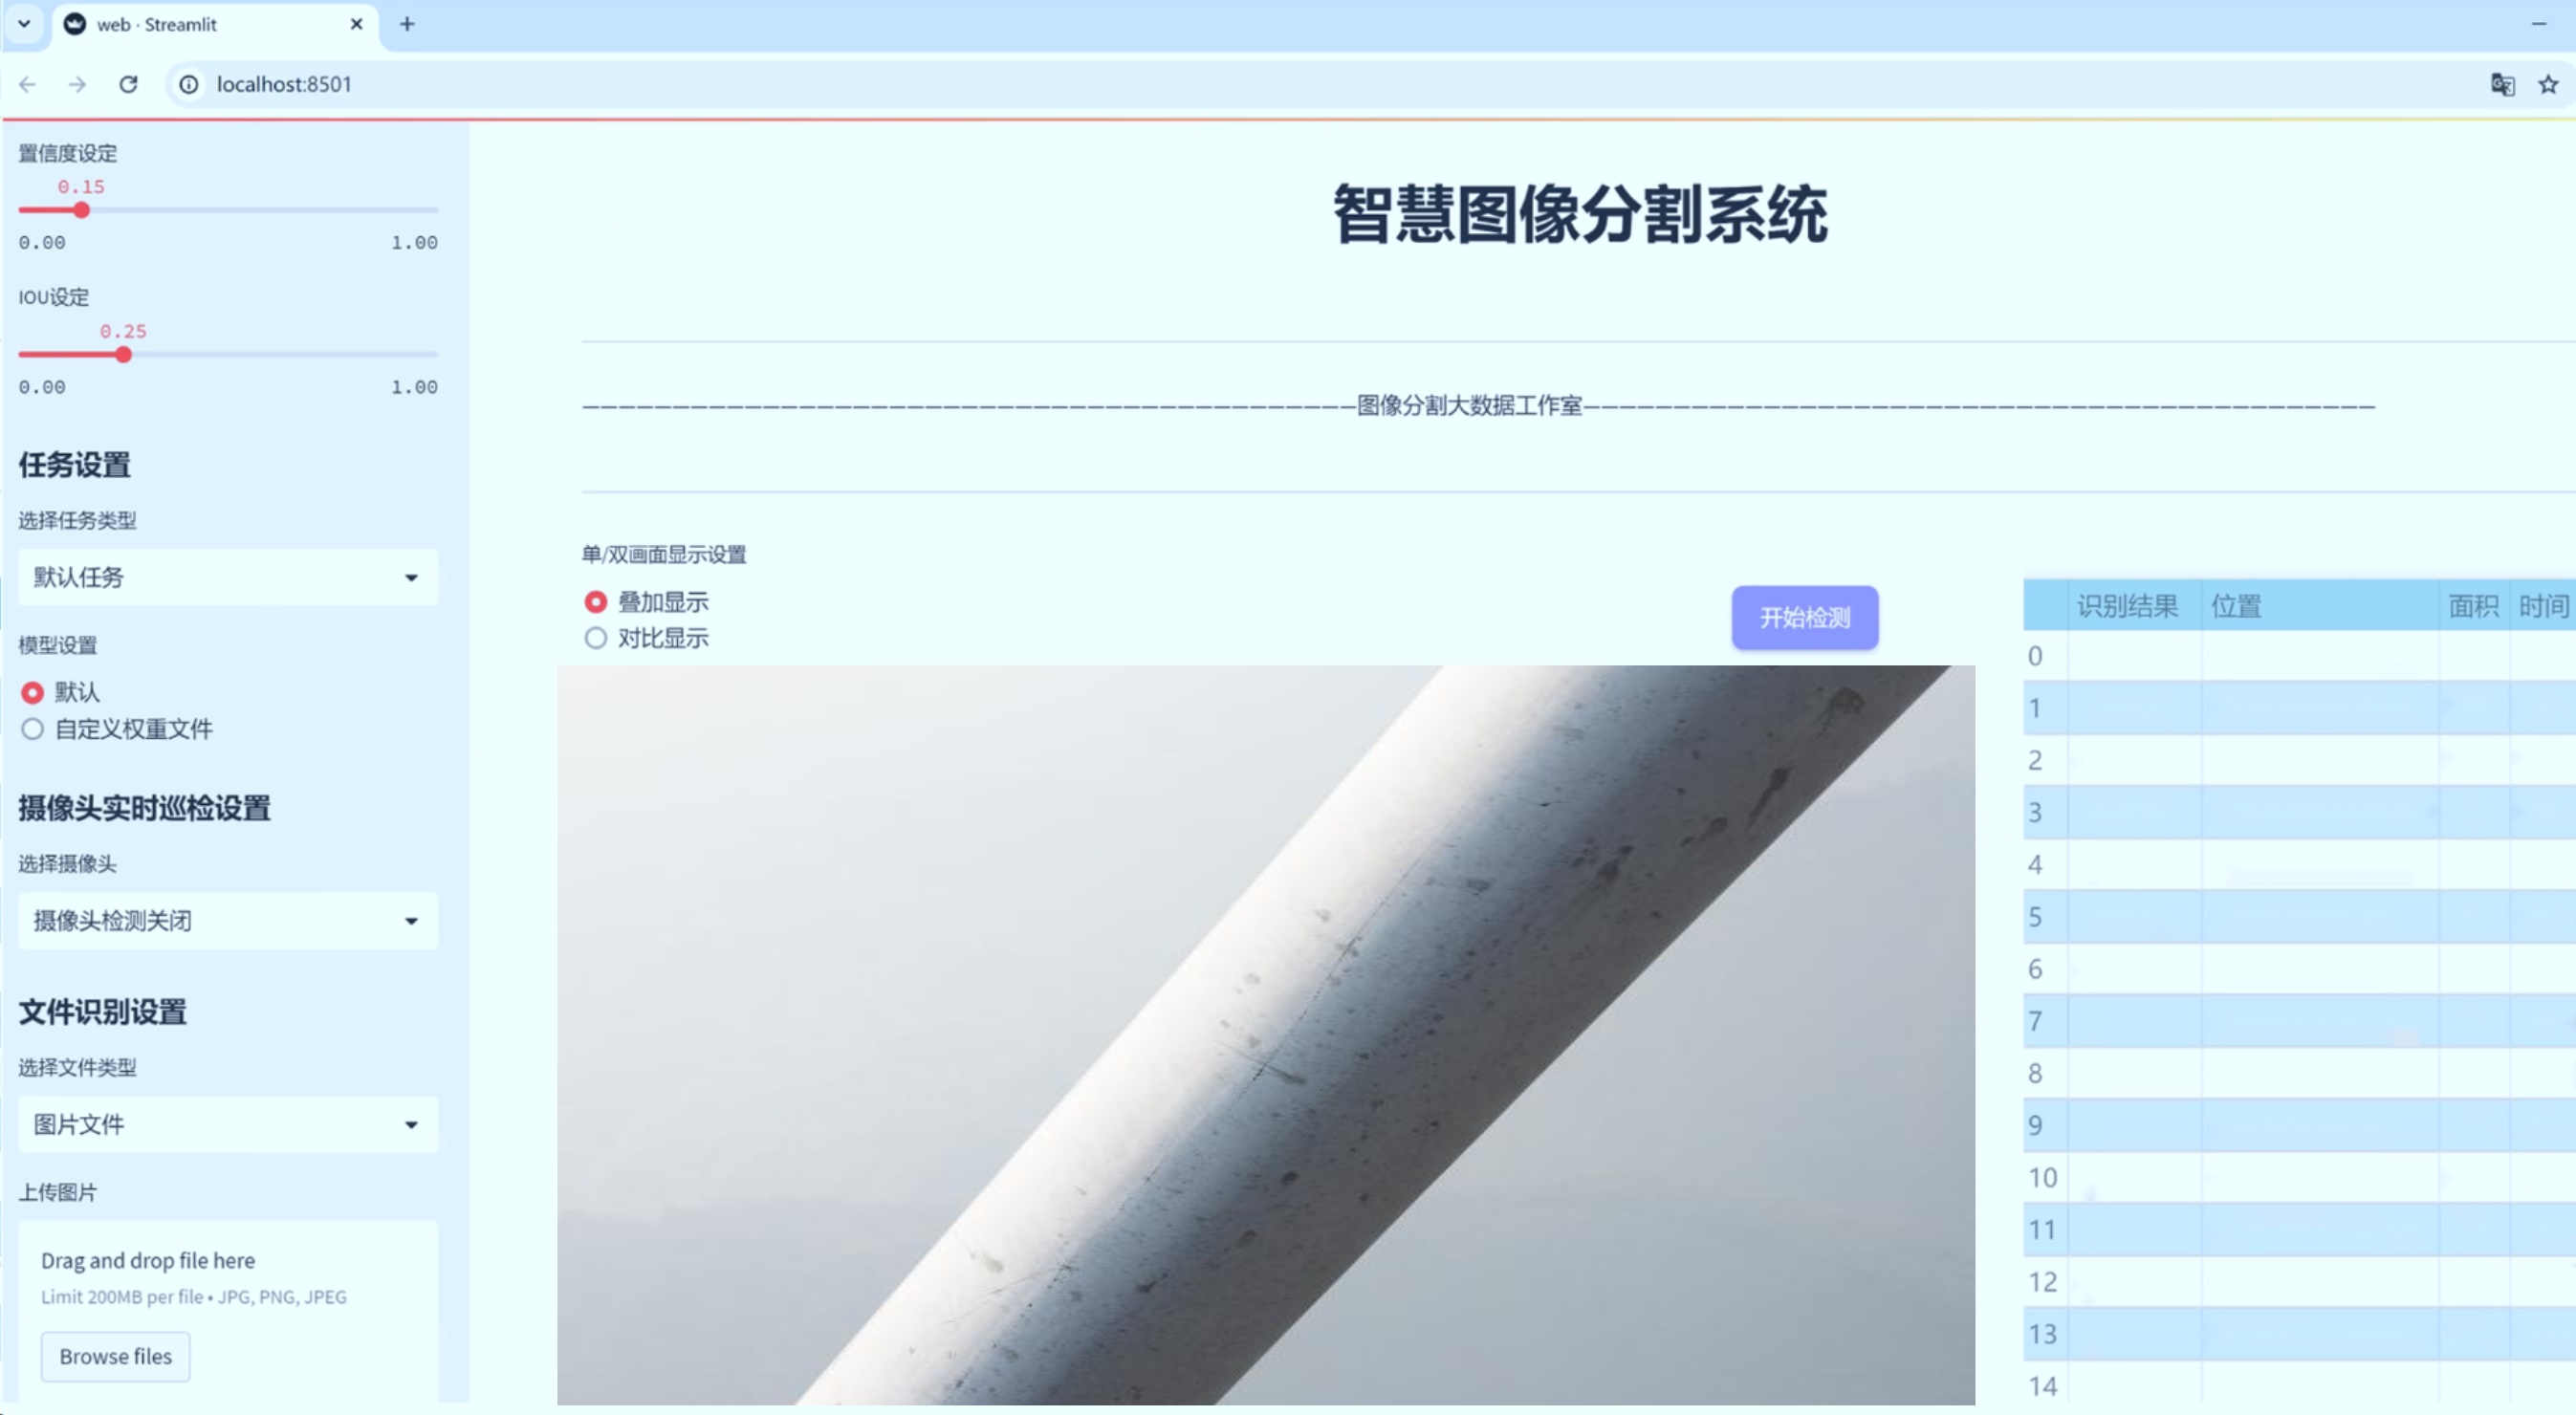 web · Streamlit
localhost:8501
置信度设定
0.15
0.00 1.00
IOU设定
0.25
0.00 1.00
任务设置
选择任务类型
默认任务
模型设置
默认
自定义权重文件
摄像头实时巡检设置
选择摄像头
摄像头检测关闭
文件识别设置
选择文件类型
图片文件
上传图片
Drag and drop file here
Limit 200MB per file • JPG, PNG, JPEG
Browse files
智慧图像分割系统
图像分割大数据工作室
单/双画面显示设置
叠加显示
对比显示
开始检测
识别结果 位置 面积 时间
0
1
2
3
4
5
6
7
8
9
10
11
12
13
14